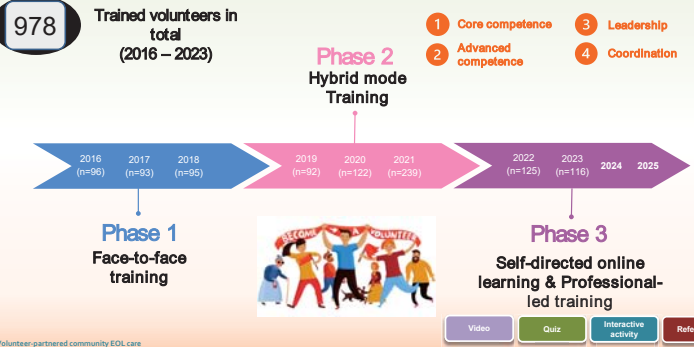 978
Trained volunteers in
total
(2016 – 2023)
1 Core competence
2 Advanced
competence
3 Leadership
4 Coordination
Phase 2
Hybrid mode
Training
2016
(n=96)
2017
(n=93)
2018
(n=95)
2019
(n=92)
2020
(n=122)
2021
(n=239)
2022
(n=125)
2023
(n=116)
2024
2025
Phase 1
Face-to-face
training
BECOME A VOLUNTEER
Phase 3
Self-directed online
learning & Professional-
led training
Video
Quiz
Interactive
activity
Refe
Volunteer-partnered community EOL care